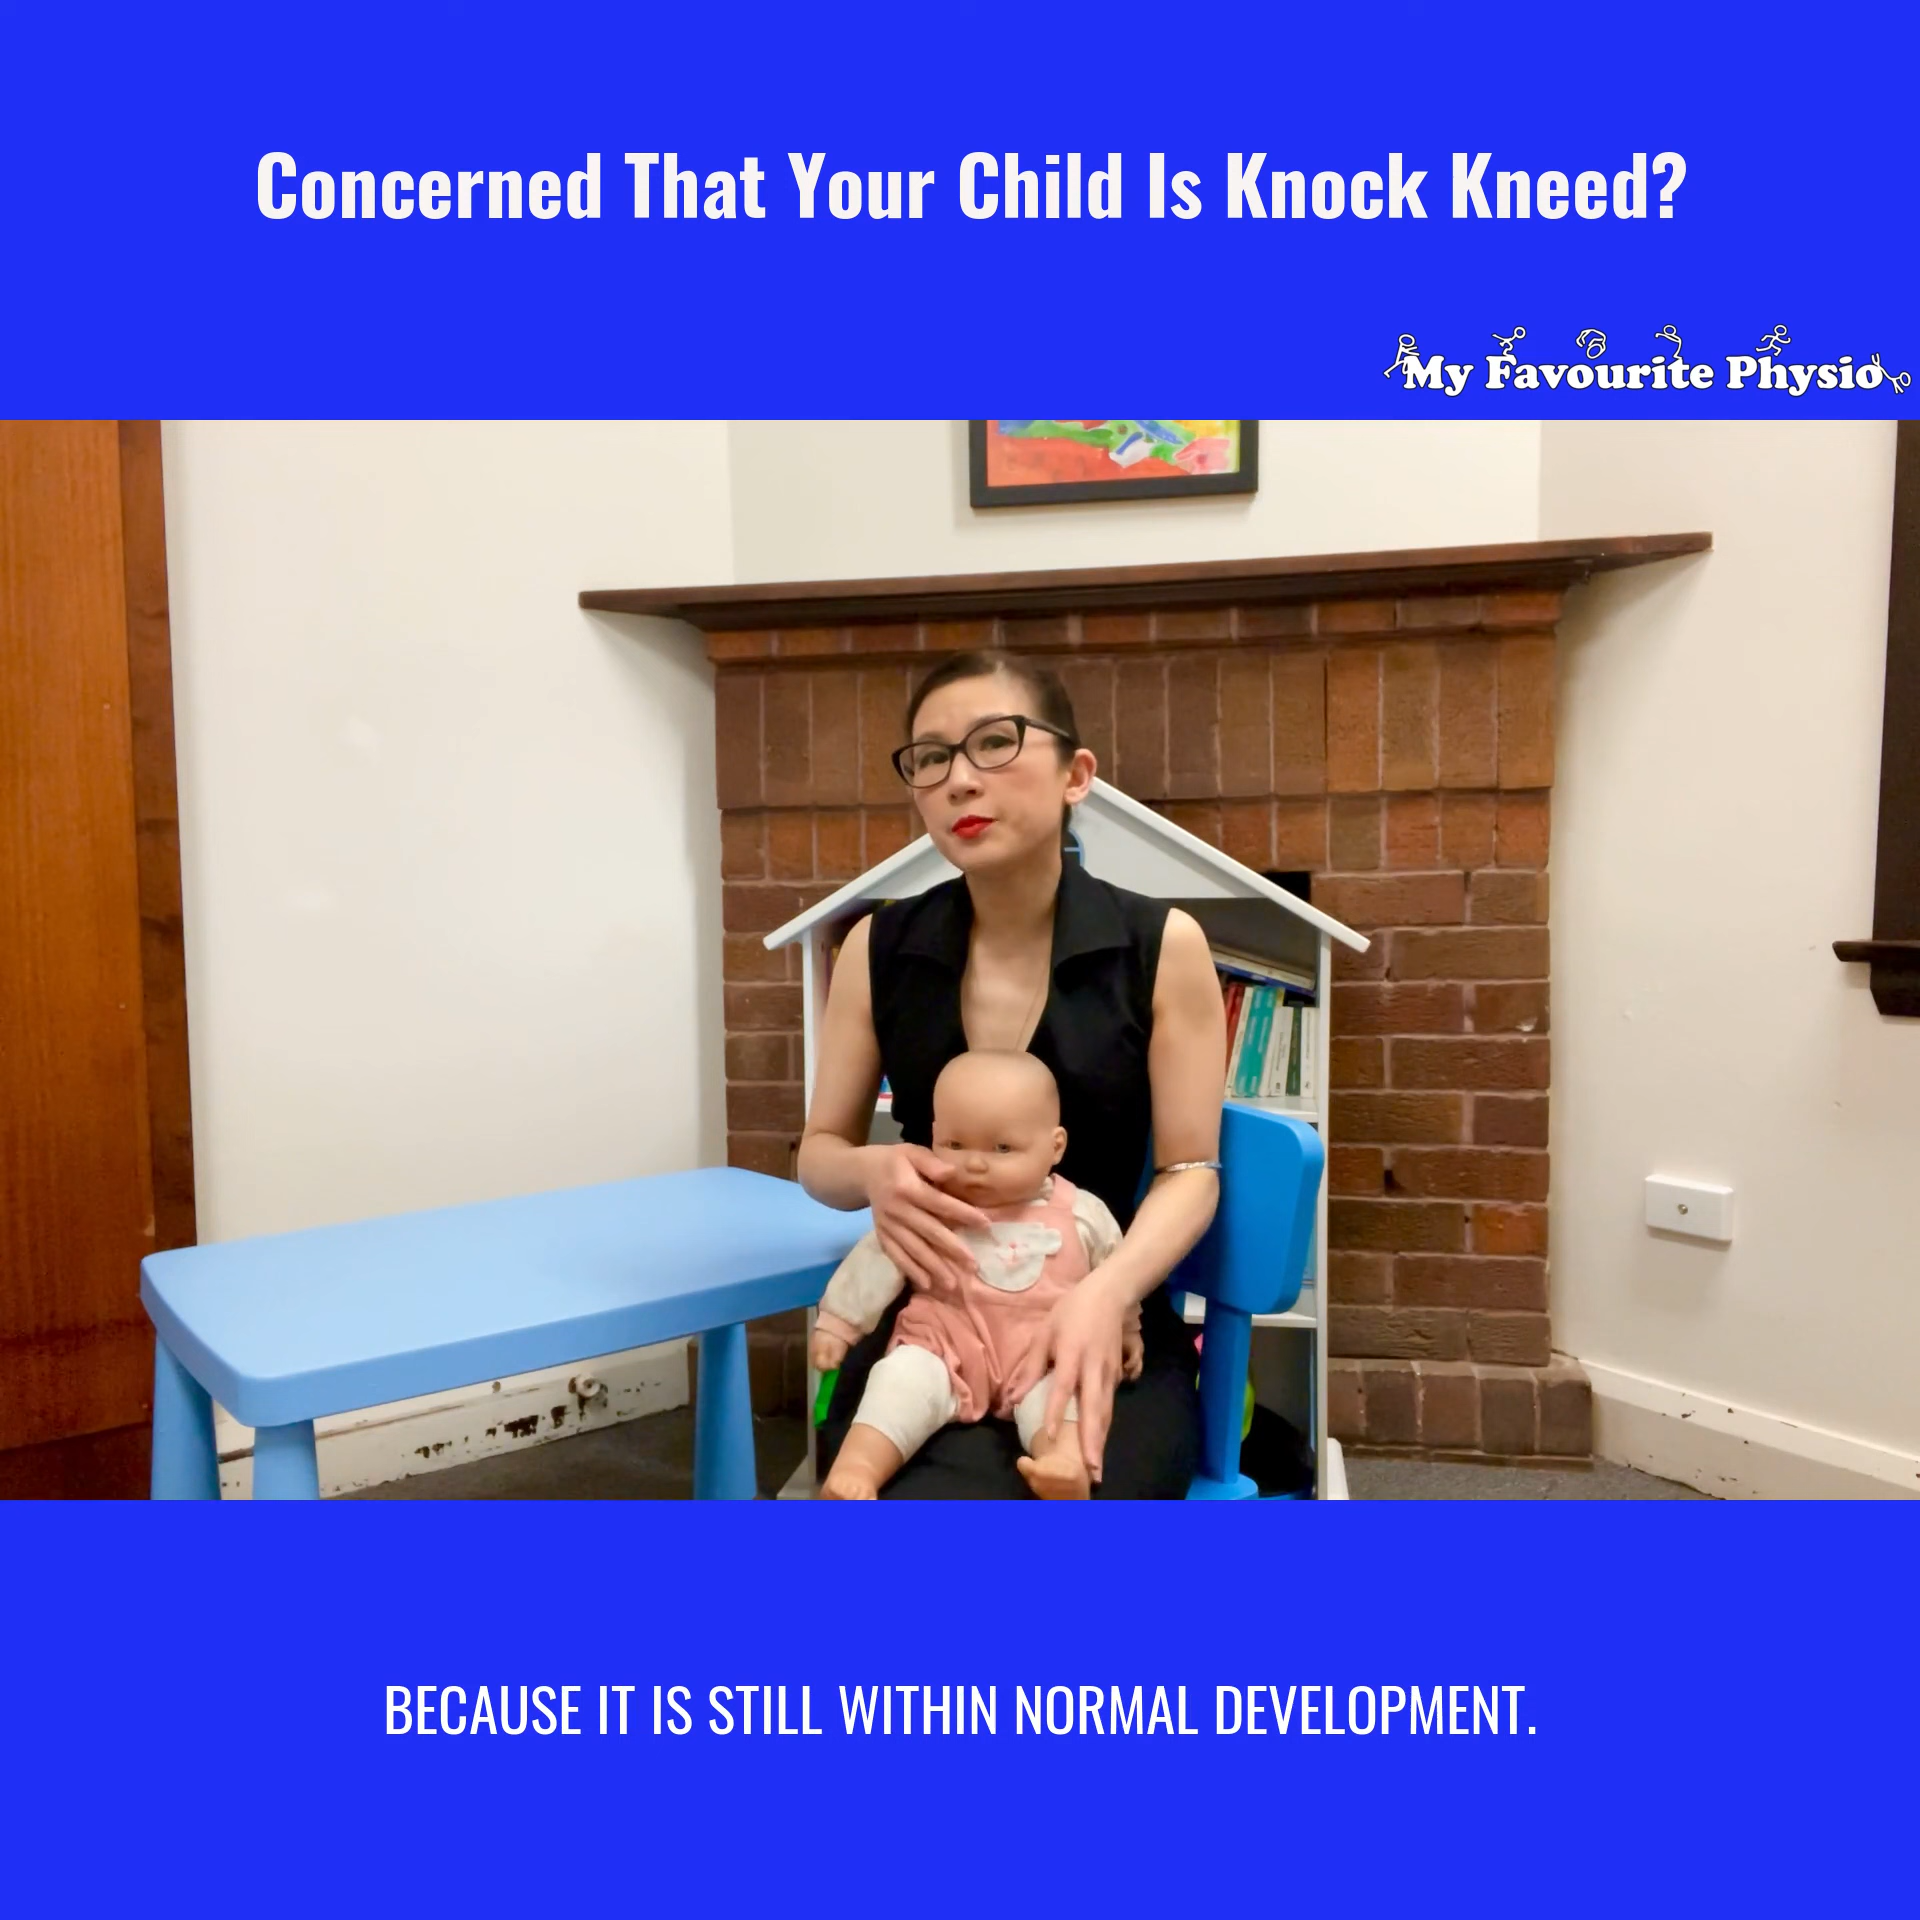 Concerned That Your Child Is Knock Kneed?
My Favourite Physio
BECAUSE IT IS STILL WITHIN NORMAL DEVELOPMENT.